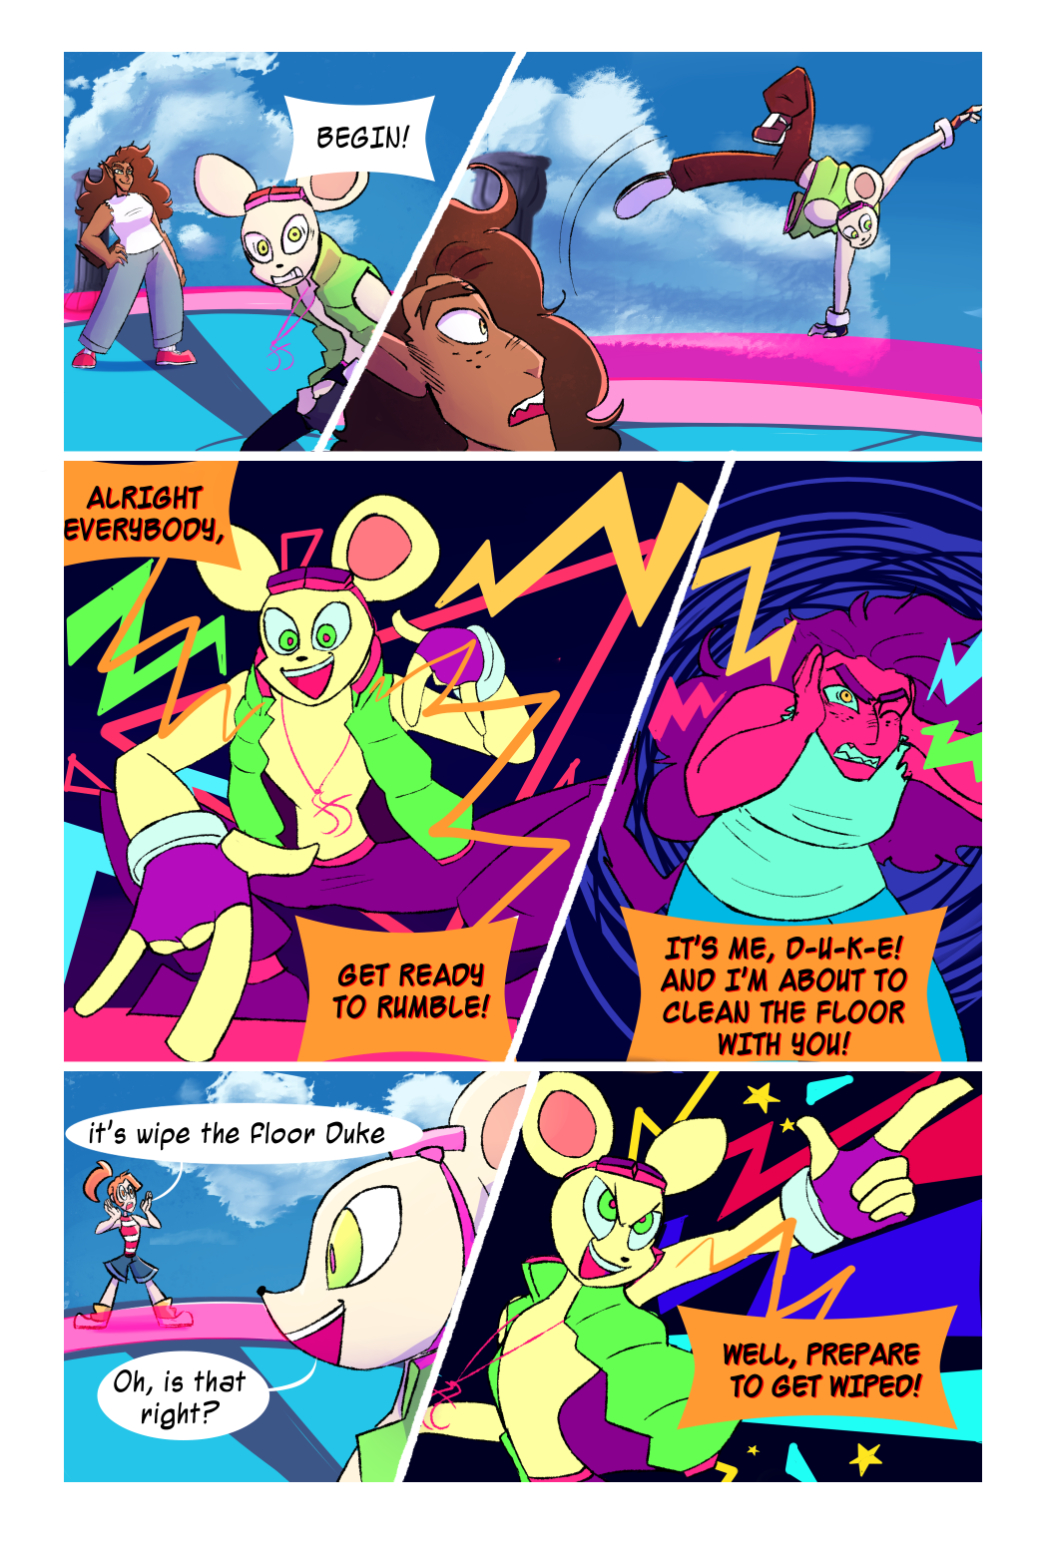 BEGIN!
ALRIGHT
EVERYBODY,
GET READY
TO RUMBLE!
IT'S ME, D-U-K-E!
AND I'M ABOUT TO
CLEAN THE FLOOR
WITH YOU!
it's wipe the Floor Duke
Oh, is that
right?
WELL, PREPARE
TO GET WIPED!